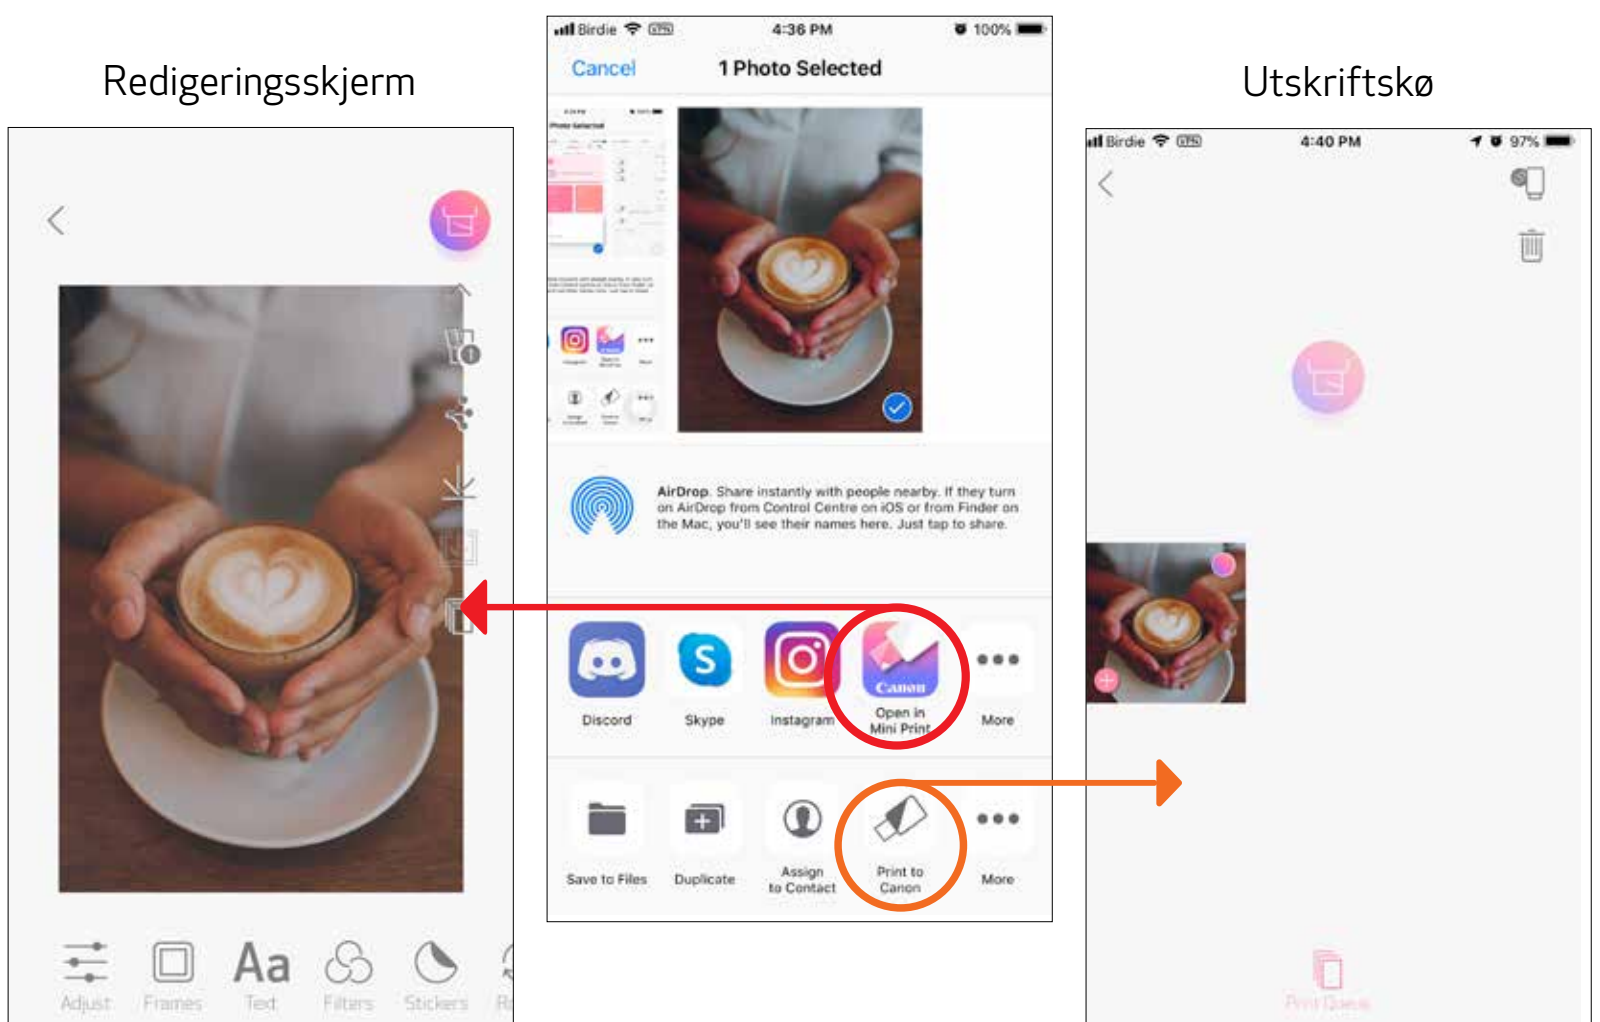 Redigeringsskjerm
Adjust
Frames
Aa
Text
Filters
Stickers
Birdie
VPN
4:36 PM
100%
Cancel
1 Photo Selected
Photo Selected
AirDrop. Share instantly with people nearby. If they turn
on AirDrop from Control Centre on iOS or from Finder on
the Mac, you'll see their names here. Just tap to share.
Discord
S
Skype
Instagram
Canon
Open in
Mini Print
More
Save to Files
Duplicate
Assign
to Contact
Print to
Canon
More
Utskriftskø
Birdie
VPN
4:40 PM
97%
Print Queue